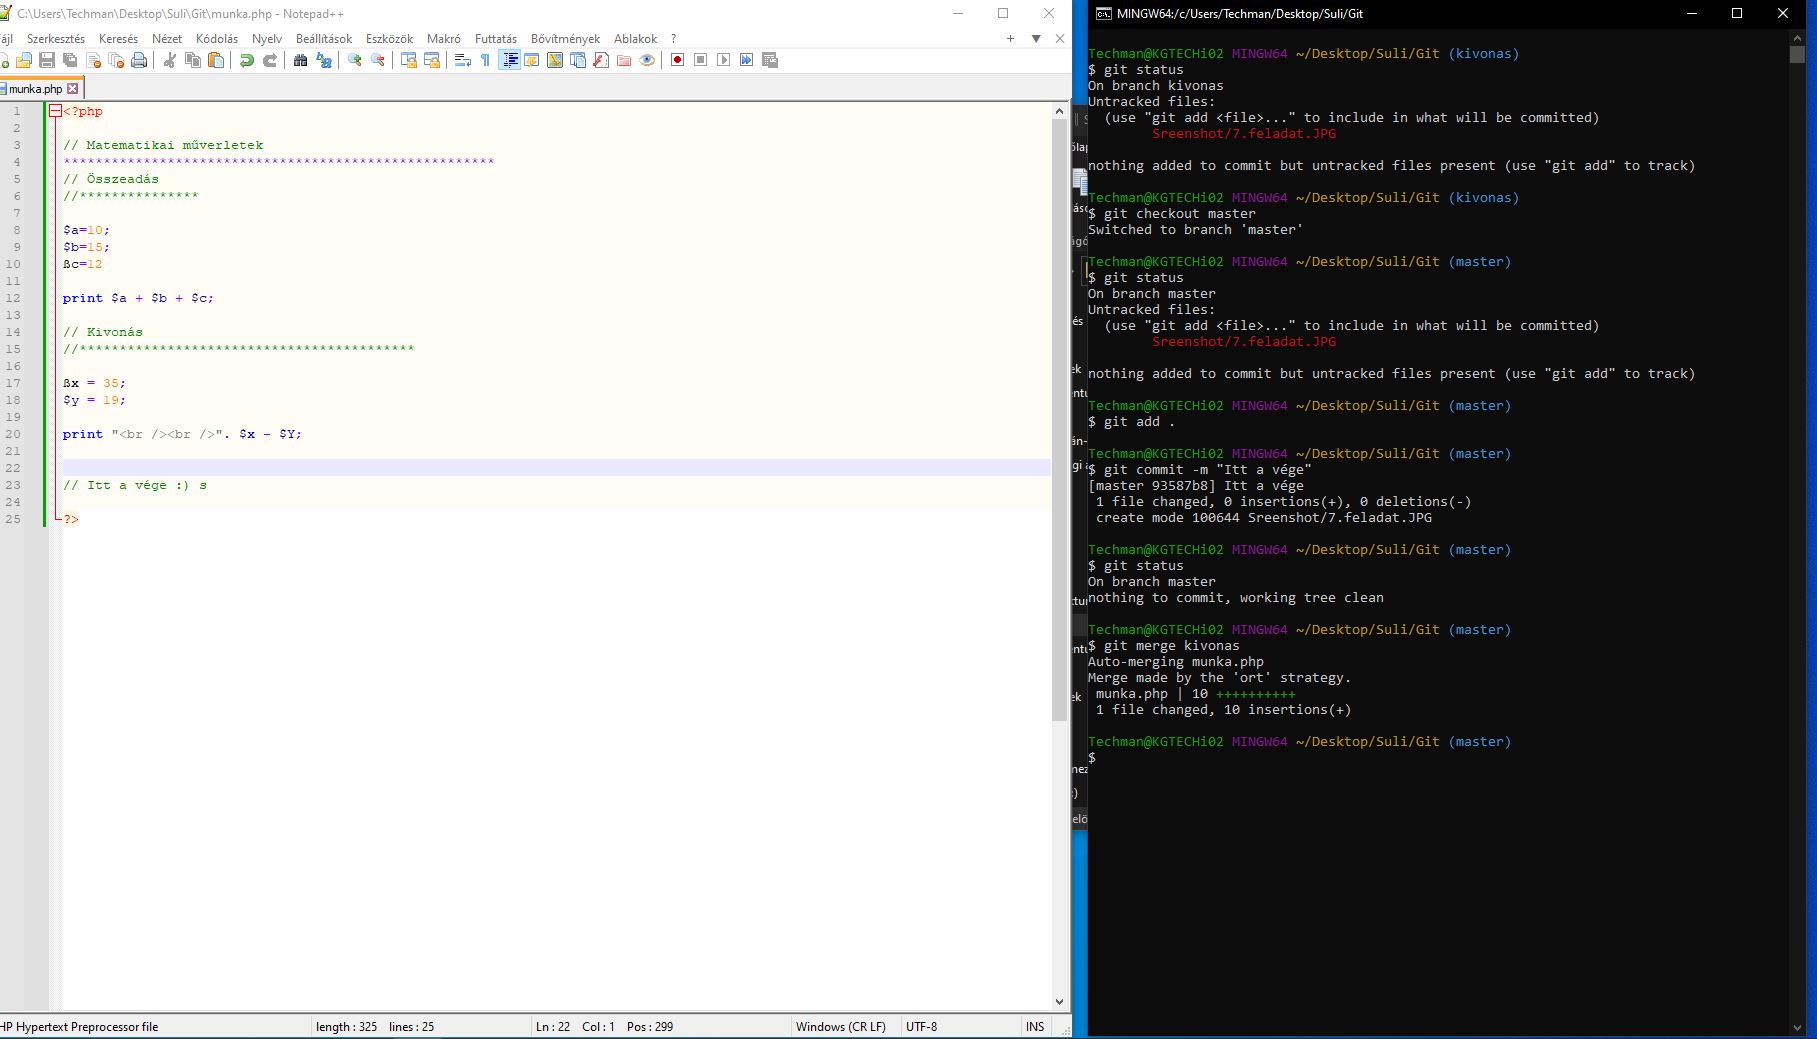 C:\Users\Techman\Desktop\Suli\Git\munka.php - Notepad++
Szerkesztés Keresés Nézet Kódolás Nyelv Beállítások Eszközök Makró Futtatás Bővítmények Ablakok ?
munka.php
1 <?php
2
3 // Matematikai műverletek
4 ******************************************************
5 // Összeadás
6 //***************
7
8 $a=10;
9 $b=15;
10 ßc=12
11
12 print $a + $b + $c;
13
14 // Kivonás
15 //******************************************
16
17 ßx = 35;
18 $y = 19;
19
20 print "<br /><br />". $x - $Y;
21
22
23 // Itt a vége :) s
24
25 ?>
HP Hypertext Preprocessor file length : 325 lines : 25 Ln : 22 Col : 1 Pos : 299 Windows (CR LF) UTF-8 INS
MINGW64:/c/Users/Techman/Desktop/Suli/Git
Techman@KGTECHi02 MINGW64 ~/Desktop/Suli/Git (kivonas)
$ git status
On branch kivonas
Untracked files:
(use "git add <file>..." to include in what will be committed)
Sreenshot/7.feladat.JPG
nothing added to commit but untracked files present (use "git add" to track)
Techman@KGTECHi02 MINGW64 ~/Desktop/Suli/Git (kivonas)
$ git checkout master
Switched to branch 'master'
Techman@KGTECHi02 MINGW64 ~/Desktop/Suli/Git (master)
$ git status
On branch master
Untracked files:
(use "git add <file>..." to include in what will be committed)
Sreenshot/7.feladat.JPG
nothing added to commit but untracked files present (use "git add" to track)
Techman@KGTECHi02 MINGW64 ~/Desktop/Suli/Git (master)
$ git add .
Techman@KGTECHi02 MINGW64 ~/Desktop/Suli/Git (master)
$ git commit -m "Itt a vége"
[master 93587b8] Itt a vége
1 file changed, 0 insertions(+), 0 deletions(-)
create mode 100644 Sreenshot/7.feladat.JPG
Techman@KGTECHi02 MINGW64 ~/Desktop/Suli/Git (master)
$ git status
On branch master
nothing to commit, working tree clean
Techman@KGTECHi02 MINGW64 ~/Desktop/Suli/Git (master)
$ git merge kivonas
Auto-merging munka.php
Merge made by the 'ort' strategy.
munka.php | 10 ++++++++++
1 file changed, 10 insertions(+)
Techman@KGTECHi02 MINGW64 ~/Desktop/Suli/Git (master)
$